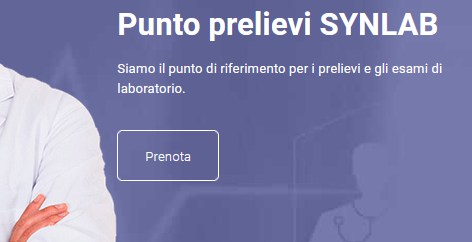 Punto prelievi SYNLAB
Siamo il punto di riferimento per i prelievi e gli esami di
laboratorio.
Prenota